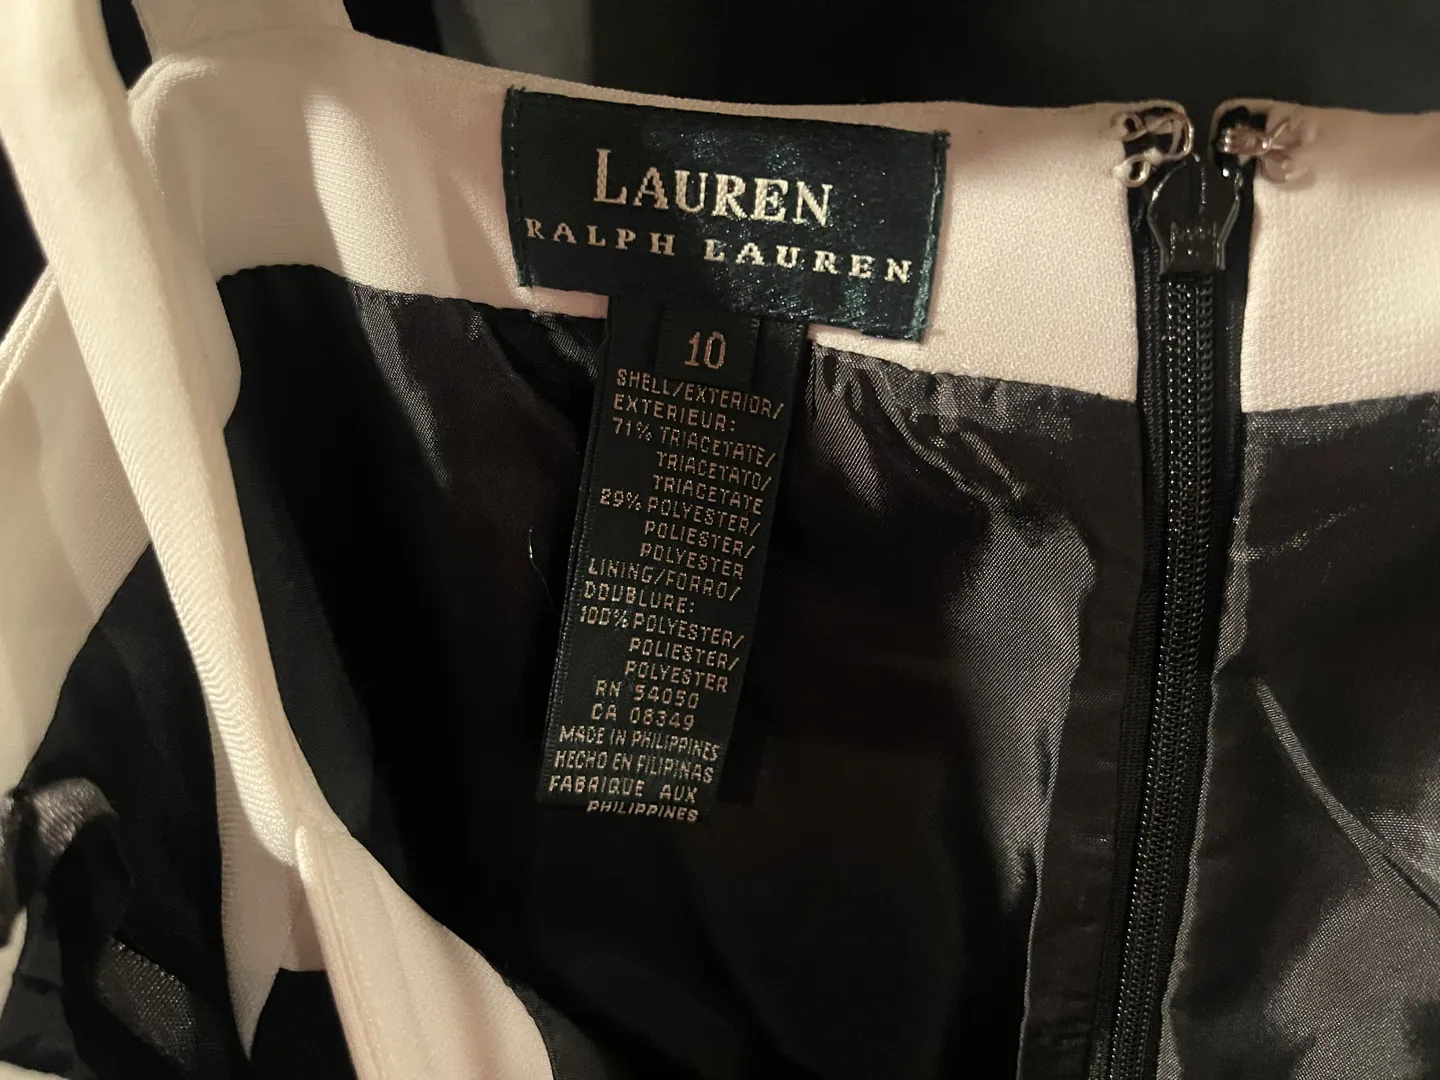 LAUREN
RALPH LAUREN
10
SHELL/EXTERIOR/
EXTERIEUR:
71% TRIACETATE/
TRIACETATO/
TRIACETATE
29% POLYESTER/
POLIESTER/
POLYESTER
LINING/FORRO/
DOUBLURE:
100% POLYESTER/
POLIESTER/
POLYESTER
RN 54050
CA 08349
MADE IN PHILIPPINES
HECHO EN FILIPINAS
FABRIQUE AUX
PHILIPPINES